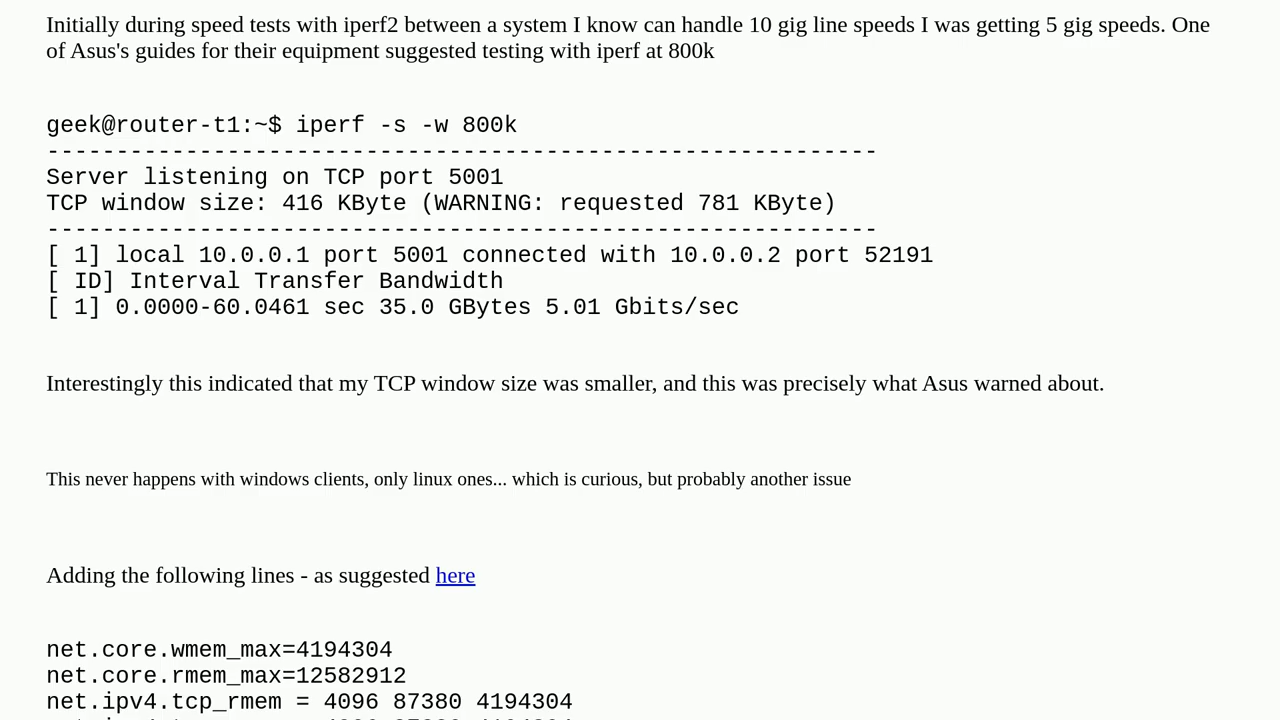 Initially during speed tests with iperf2 between a system I know can handle 10 gig line speeds I was getting 5 gig speeds. One
of Asus's guides for their equipment suggested testing with iperf at 800k
geek@router-t1:~$ iperf -s -w 800k
------------------------------------------------------------
Server listening on TCP port 5001
TCP window size: 416 KByte (WARNING: requested 781 KByte)
------------------------------------------------------------
[ 1] local 10.0.0.1 port 5001 connected with 10.0.0.2 port 52191
[ ID] Interval Transfer Bandwidth
[ 1] 0.0000-60.0461 sec 35.0 GBytes 5.01 Gbits/sec
Interestingly this indicated that my TCP window size was smaller, and this was precisely what Asus warned about.
This never happens with windows clients, only linux ones... which is curious, but probably another issue
Adding the following lines - as suggested here
net.core.wmem_max=4194304
net.core.rmem_max=12582912
net.ipv4.tcp_rmem = 4096 87380 4194304